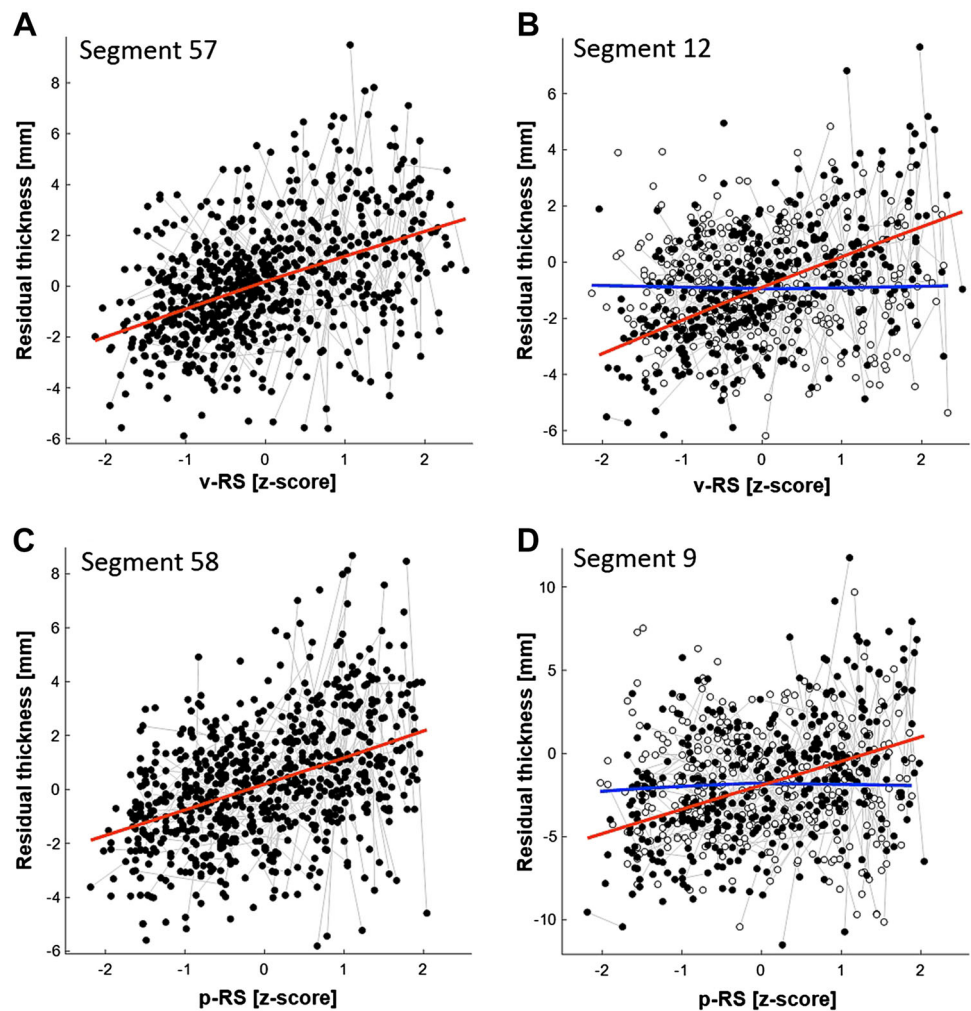 A
Segment 57
Residual thickness [mm]
8
6
4
2
0
-2
-4
-6
-2 -1 0 1 2
v-RS [z-score]
B
Segment 12
Residual thickness [mm]
6
4
2
0
-2
-4
-6
-2 -1 0 1 2
v-RS [z-score]
C
Segment 58
Residual thickness [mm]
8
6
4
2
0
-2
-4
-6
-2 -1 0 1 2
p-RS [z-score]
D
Segment 9
Residual thickness [mm]
10
5
0
-5
-10
-2 -1 0 1 2
p-RS [z-score]